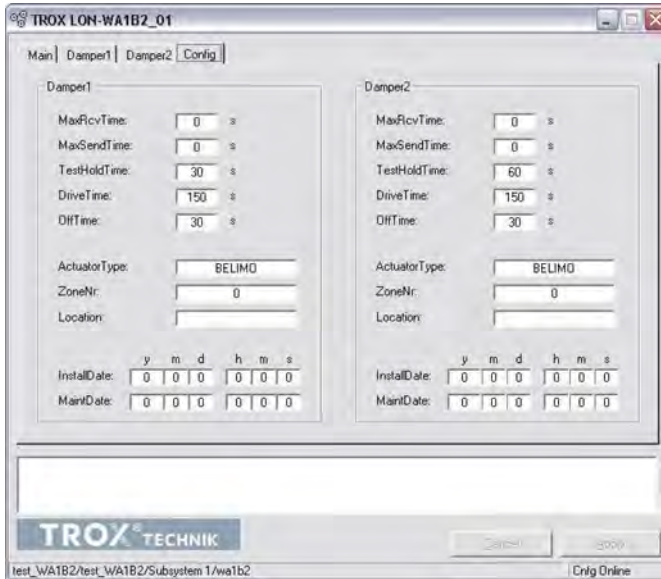 TROX LON-WA1B2_01
Main Damper1 Damper2 Config
Damper1
MaxRcvTime: 0 s
MaxSendTime: 0 s
TestHoldTime: 30 s
DriveTime: 150 s
OffTime: 30 s
ActuatorType: BELIMO
ZoneNr: 0
Location:
y m d h m s
InstallDate: 0 0 0 0 0 0
MaintDate: 0 0 0 0 0 0
Damper2
MaxRcvTime: 0 s
MaxSendTime: 0 s
TestHoldTime: 60 s
DriveTime: 150 s
OffTime: 30 s
ActuatorType: BELIMO
ZoneNr: 0
Location:
y m d h m s
InstallDate: 0 0 0 0 0 0
MaintDate: 0 0 0 0 0 0
TROX® TECHNIK
Cancel
test_WA1B2/test_WA1B2/Subsystem 1/wa1b2 Cnfg Online